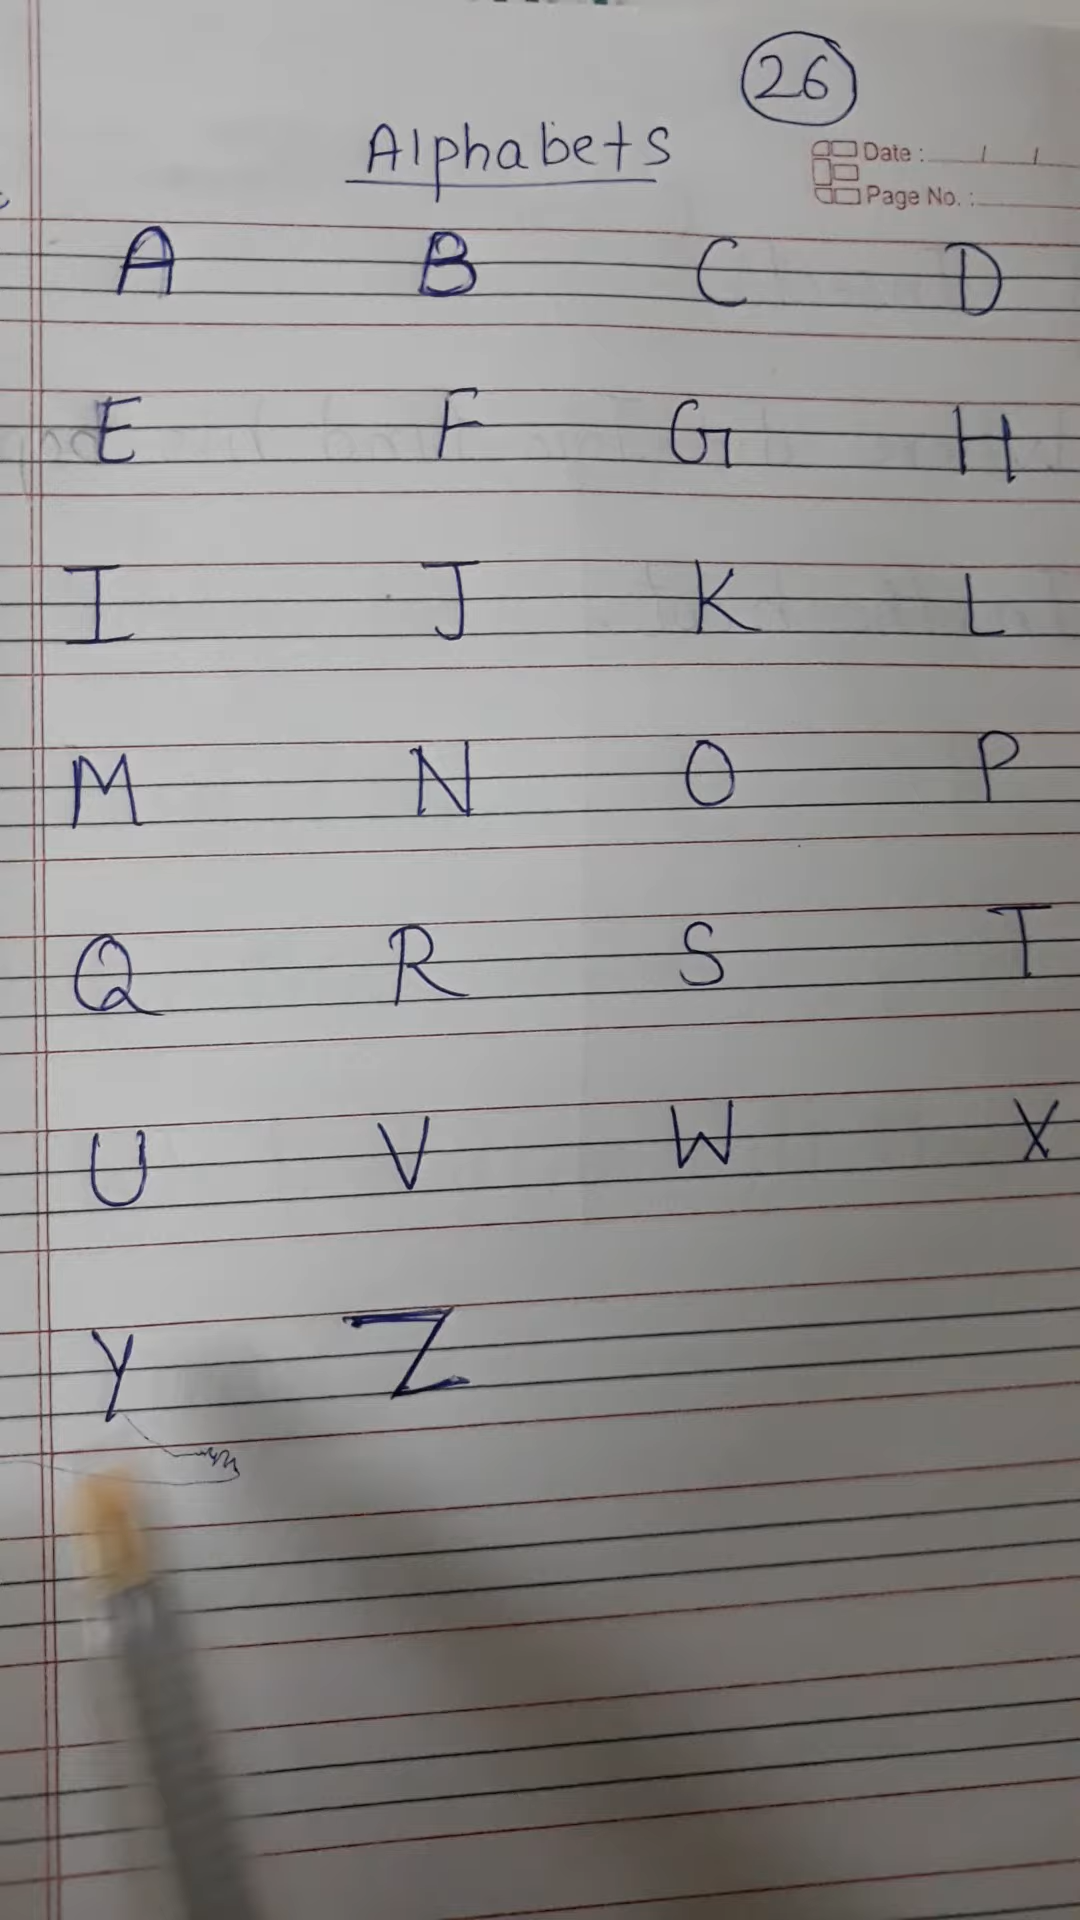 26
Alphabets
Date : / /
Page No. :
A B C D
E F G H
I J K L
M N O P
Q R S T
U V W X
Y Z